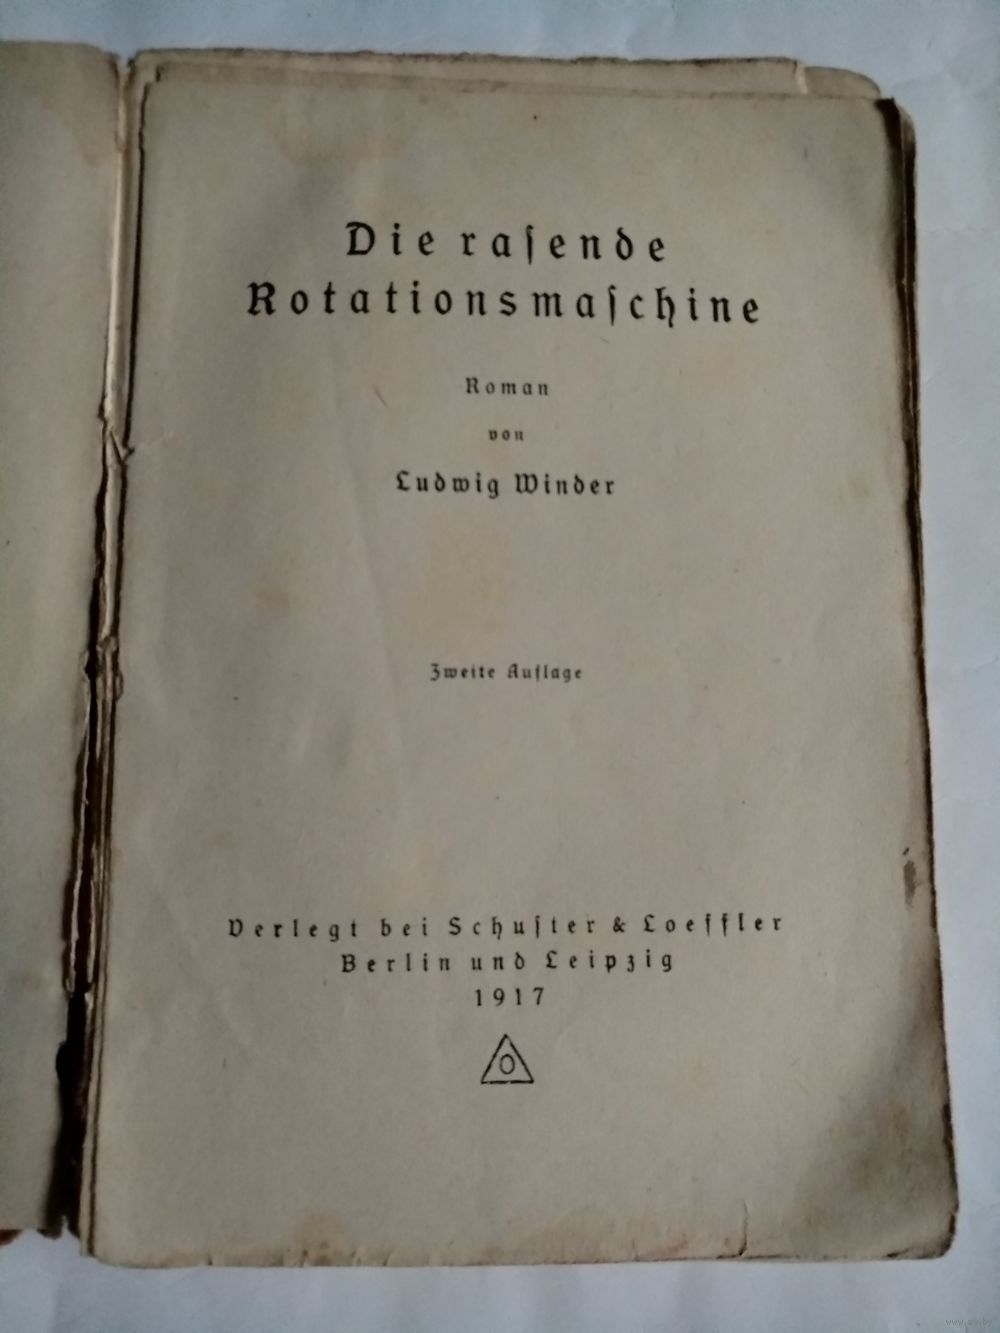 Die raſende
Rotationsmaſchine
Roman
von
Ludwig Winder
Zweite Auflage
Verlegt bei Schuſter & Loeffler
Berlin und Leipzig
1917
O